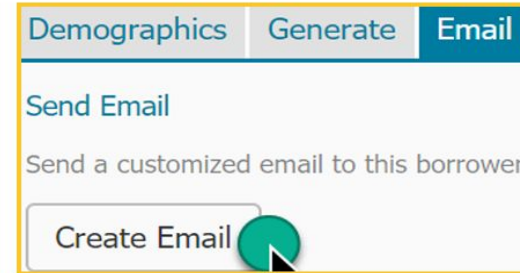 Demographics Generate Email
Send Email
Send a customized email to this borrower
Create Email